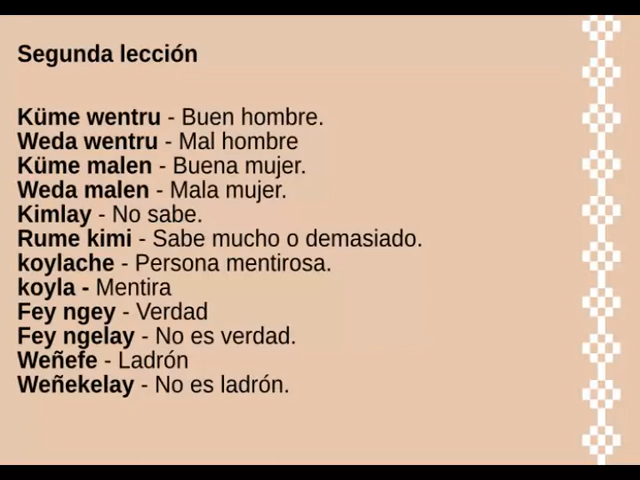 Segunda lección
Küme wentru - Buen hombre.
Weda wentru - Mal hombre
Küme malen - Buena mujer.
Weda malen - Mala mujer.
Kimlay - No sabe.
Rume kimi - Sabe mucho o demasiado.
koylache - Persona mentirosa.
koyla - Mentira
Fey ngey - Verdad
Fey ngelay - No es verdad.
Weñefe - Ladrón
Weñekelay - No es ladrón.